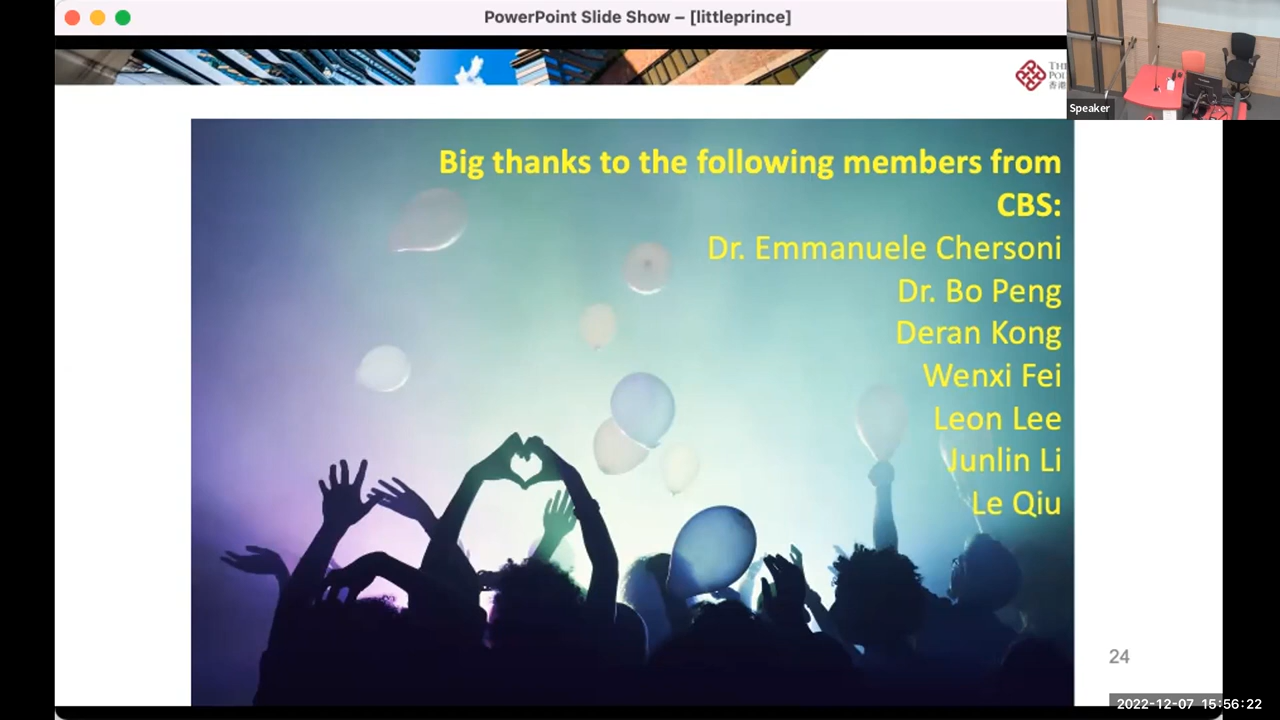 PowerPoint Slide Show – [littleprince]
Speaker
Big thanks to the following members from
CBS:
Dr. Emmanuele Chersoni
Dr. Bo Peng
Deran Kong
Wenxi Fei
Leon Lee
Junlin Li
Le Qiu
24
2022-12-07 15:56:22